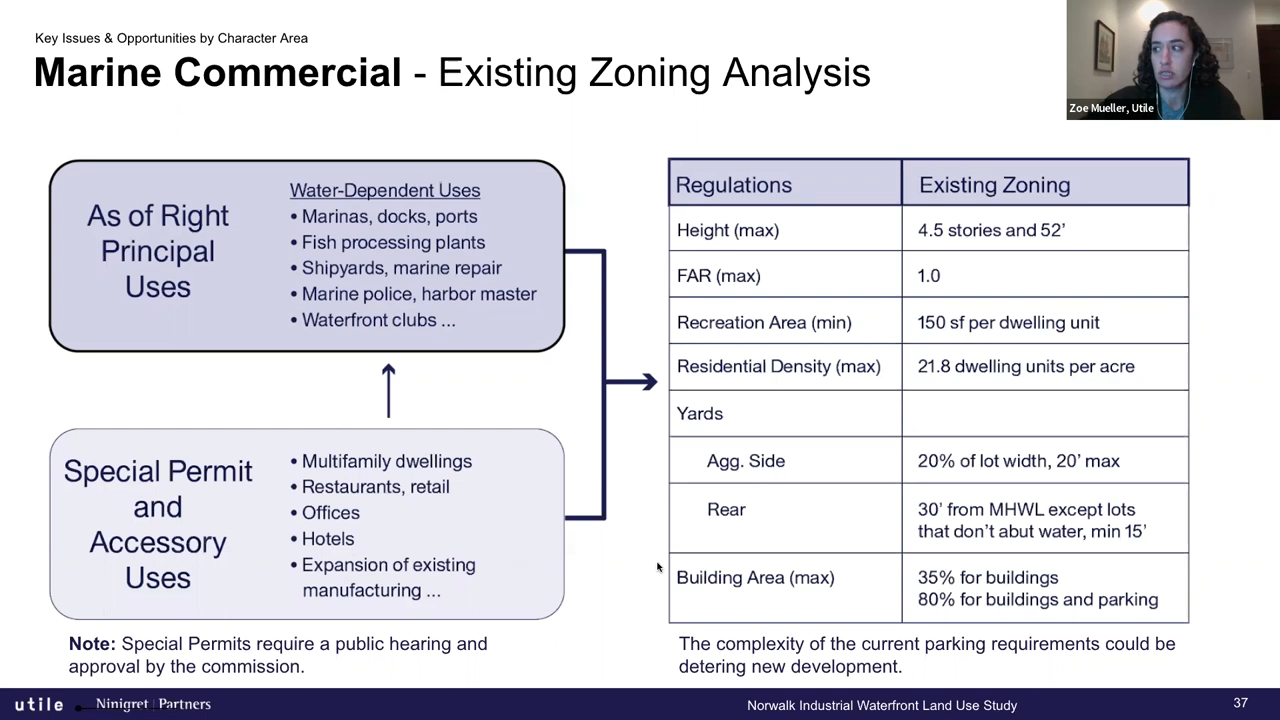 Key Issues & Opportunities by Character Area
Marine Commercial - Existing Zoning Analysis
Zoe Mueller, Utile
As of Right
Principal
Uses
Water-Dependent Uses
• Marinas, docks, ports
• Fish processing plants
• Shipyards, marine repair
• Marine police, harbor master
• Waterfront clubs ...
Special Permit
and
Accessory
Uses
• Multifamily dwellings
• Restaurants, retail
• Offices
• Hotels
• Expansion of existing
manufacturing ...
Note: Special Permits require a public hearing and
approval by the commission.
Regulations Existing Zoning
Height (max) 4.5 stories and 52’
FAR (max) 1.0
Recreation Area (min) 150 sf per dwelling unit
Residential Density (max) 21.8 dwelling units per acre
Yards
Agg. Side 20% of lot width, 20’ max
Rear 30’ from MHWL except lots
that don’t abut water, min 15’
Building Area (max) 35% for buildings
80% for buildings and parking
The complexity of the current parking requirements could be
detering new development.
utile Ninigret Partners
Norwalk Industrial Waterfront Land Use Study
37